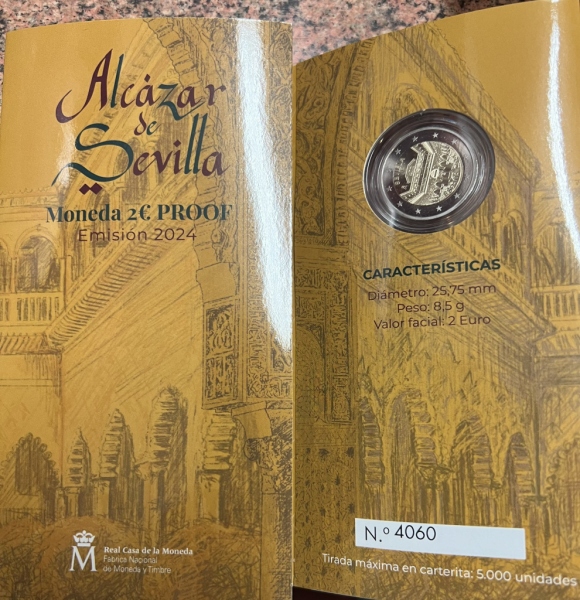 Alcázar
de
Sevilla
Moneda 2€ PROOF
Emisión 2024
Real Casa de la Moneda
Fábrica Nacional
de Moneda y Timbre
CARACTERÍSTICAS
Diámetro: 25,75 mm
Peso: 8,5 g
Valor facial: 2 Euro
N.º 4060
Tirada máxima en carterita: 5.000 unidades